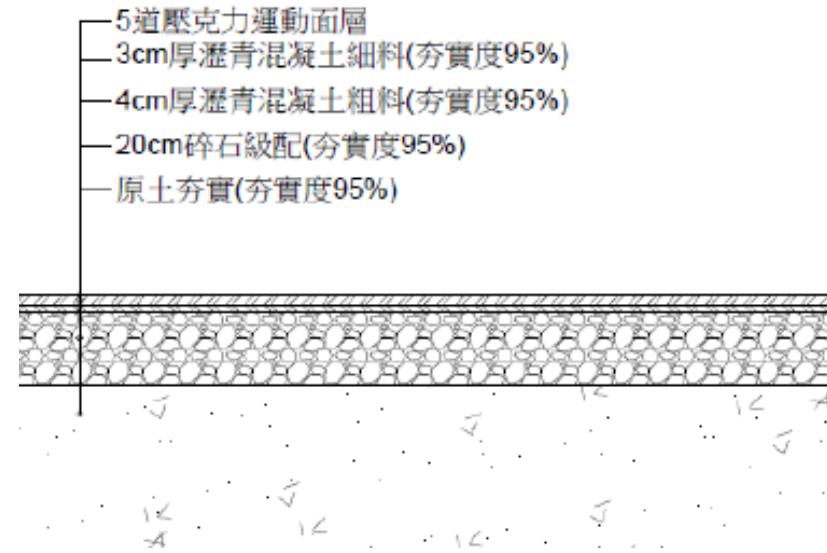 5道壓克力運動面層
3cm厚瀝青混凝土細料(夯實度95%)
4cm厚瀝青混凝土粗料(夯實度95%)
20cm碎石級配(夯實度95%)
原土夯實(夯實度95%)